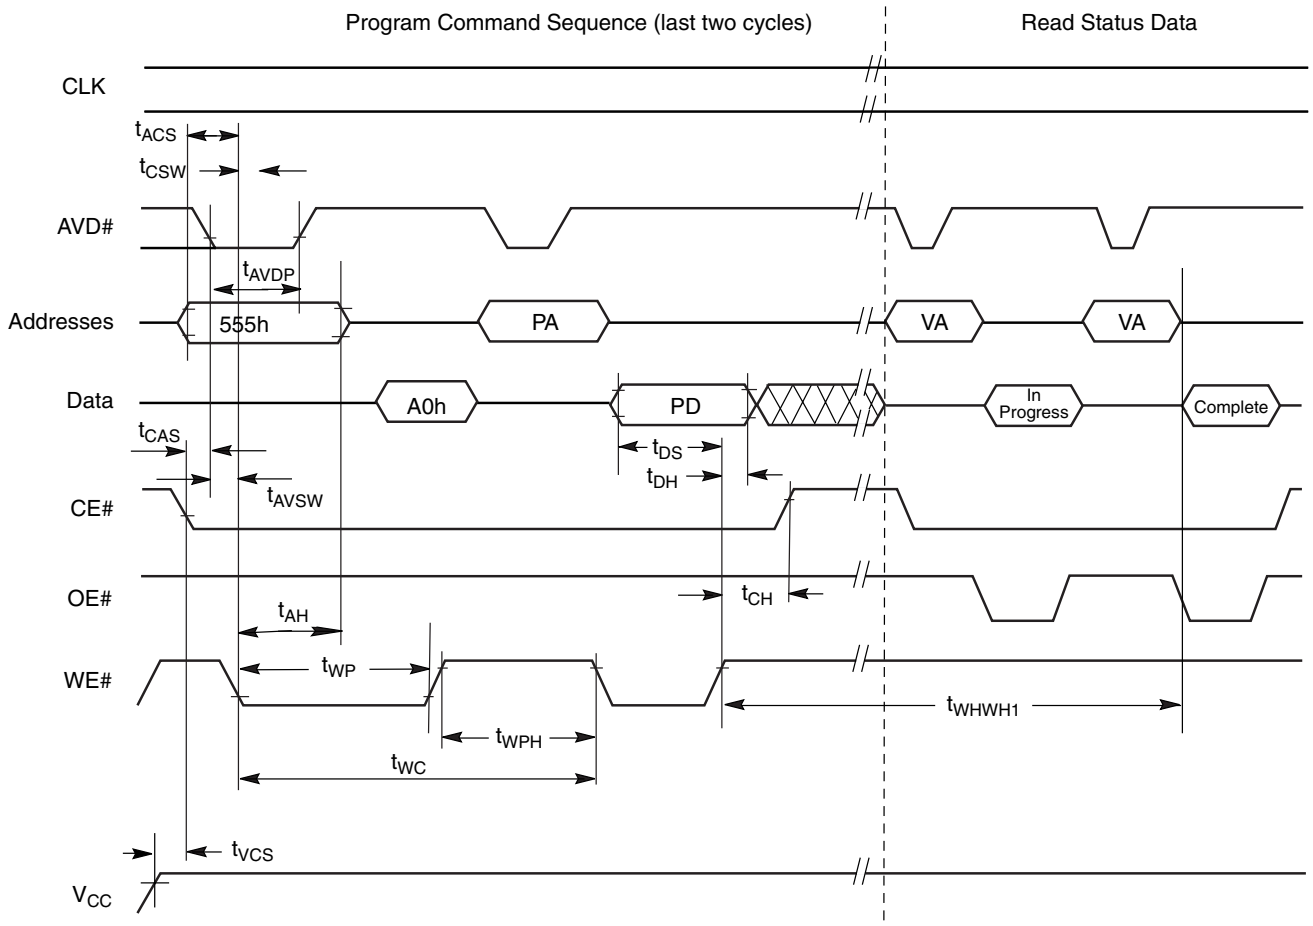 Program Command Sequence (last two cycles)
Read Status Data
CLK
tACS
tCSW
AVD#
tAVDP
Addresses
555h
PA
VA
VA
Data
A0h
PD
In
Progress
Complete
tCAS
tDS
tDH
tAVSW
CE#
OE#
tCH
tAH
WE#
tWP
tWHWH1
tWPH
tWC
tVCS
VCC